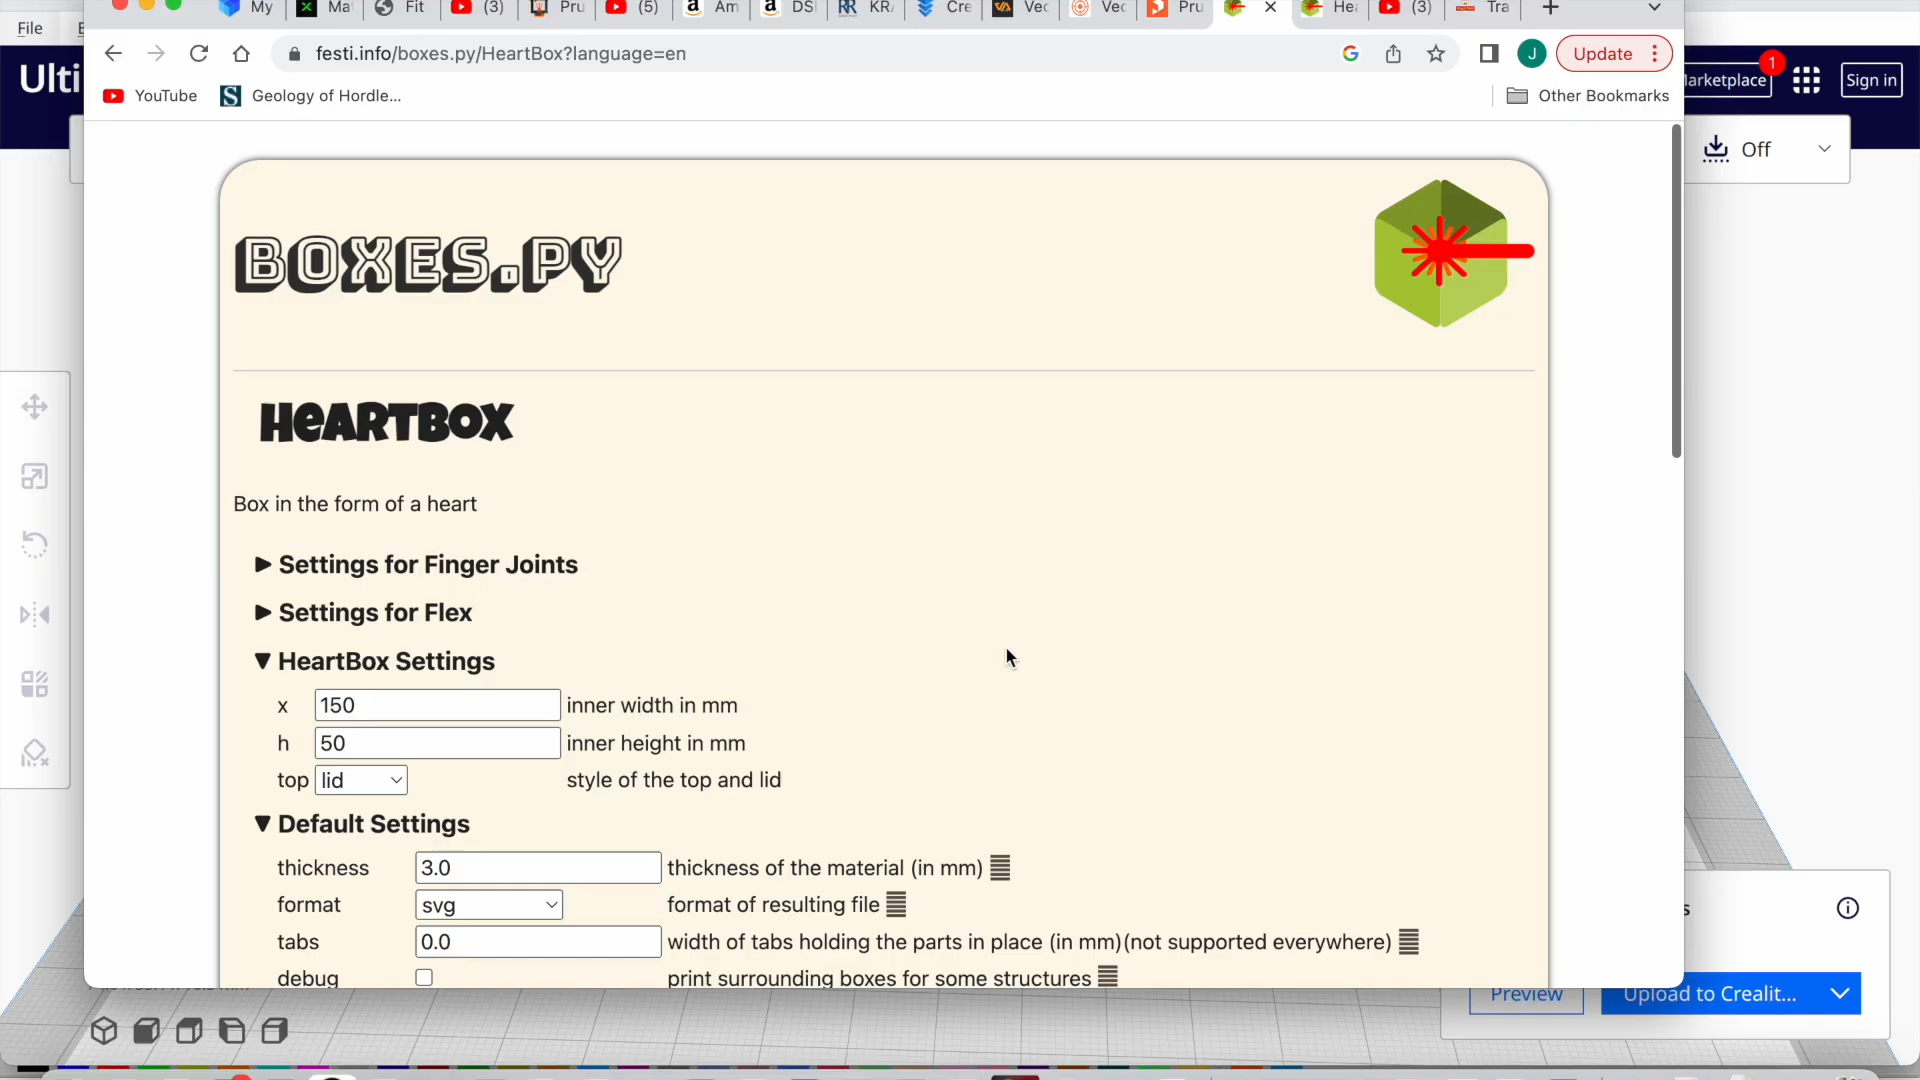 My
Ma
Fit
(3)
Pru
(5)
Am
DSI
KR
Cre
Vec
Vec
Pru
Hea
(3)
Tra
File
festi.info/boxes.py/HeartBox?language=en
J
Update
Ulti
Marketplace
1
Sign in
YouTube
Geology of Hordle...
Other Bookmarks
Off
BOXES.PY
HeartBox
Box in the form of a heart
Settings for Finger Joints
Settings for Flex
HeartBox Settings
x 150 inner width in mm
h 50 inner height in mm
top lid style of the top and lid
Default Settings
thickness 3.0 thickness of the material (in mm)
format svg format of resulting file
tabs 0.0 width of tabs holding the parts in place (in mm)(not supported everywhere)
debug print surrounding boxes for some structures
Preview
Upload to Crealit...